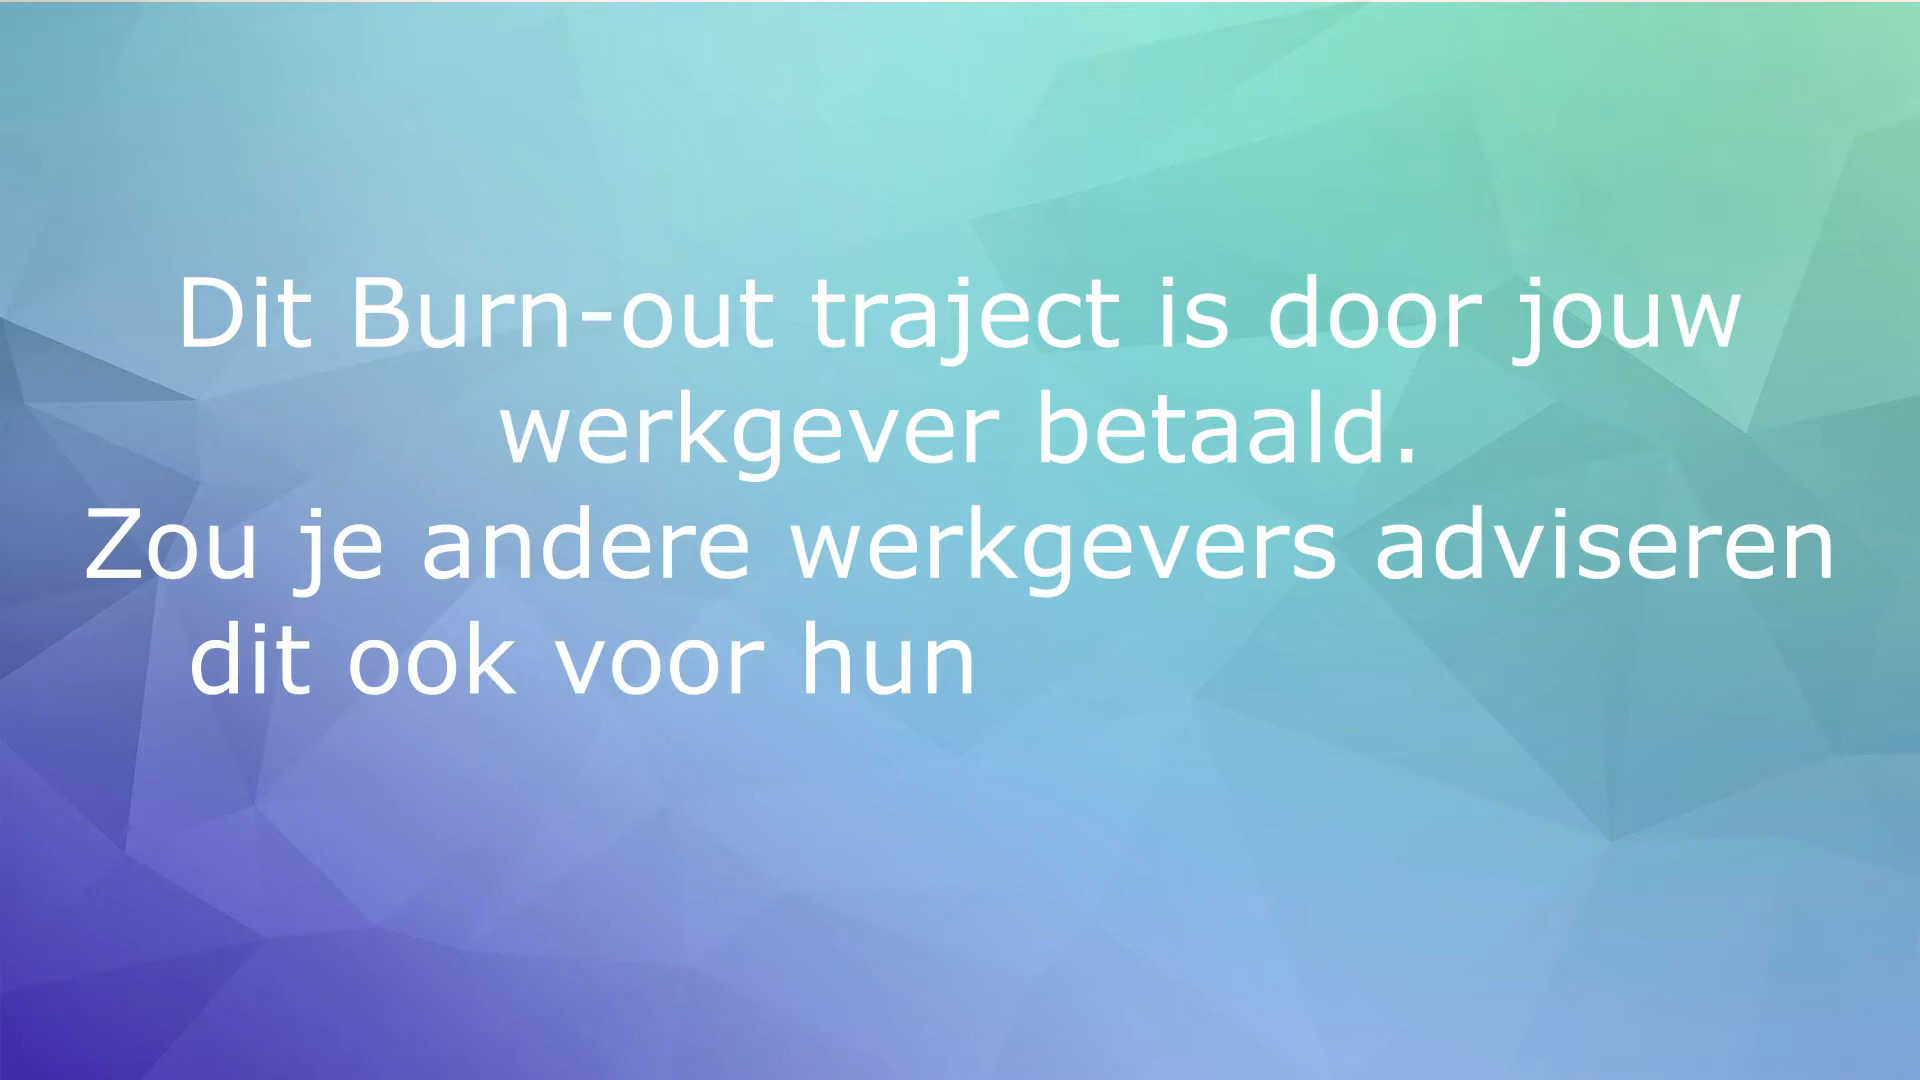 Dit Burn-out traject is door jouw
werkgever betaald.
Zou je andere werkgevers adviseren
dit ook voor hun